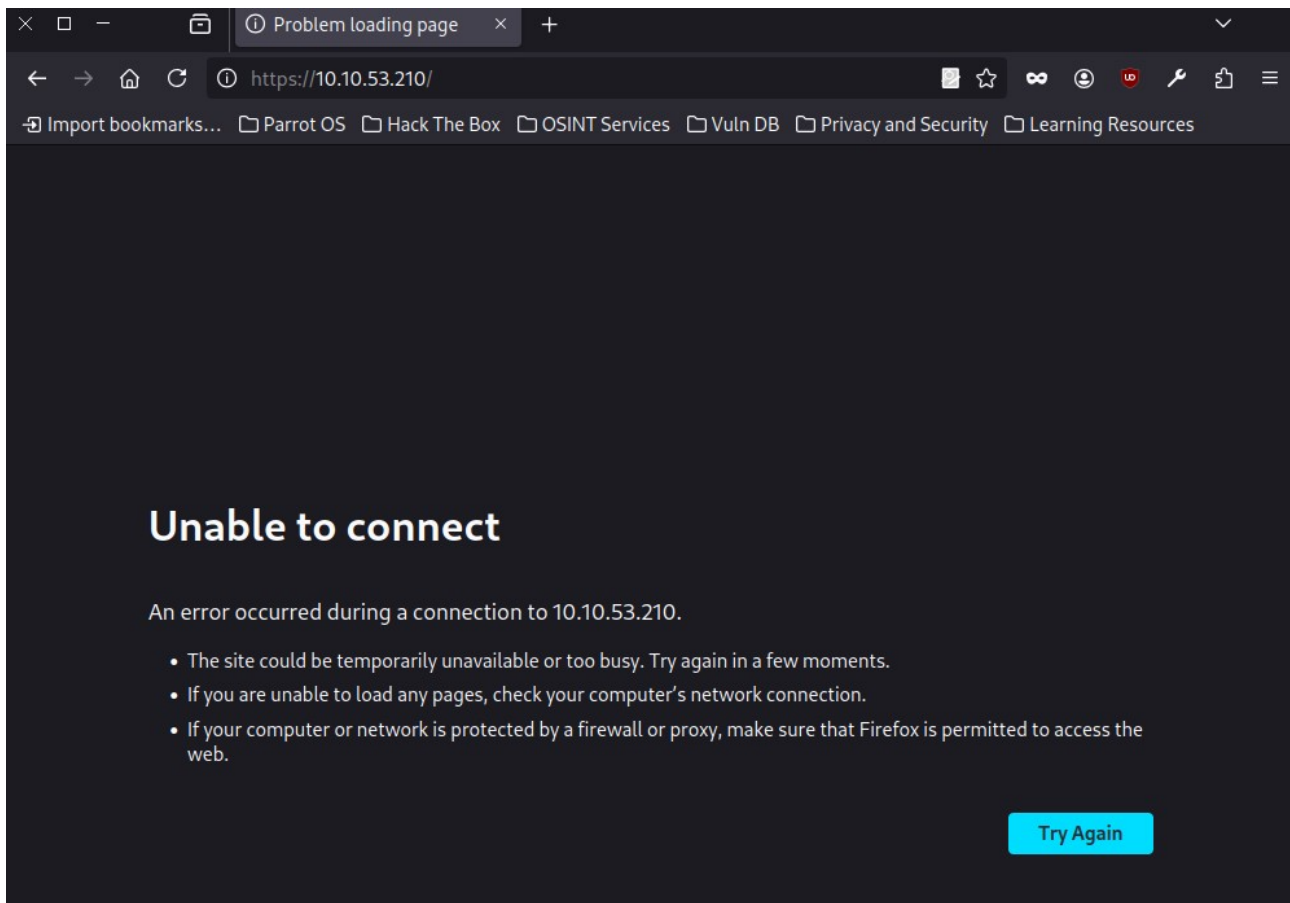 Problem loading page
https://10.10.53.210/
Import bookmarks... Parrot OS Hack The Box OSINT Services Vuln DB Privacy and Security Learning Resources
Unable to connect
An error occurred during a connection to 10.10.53.210.
• The site could be temporarily unavailable or too busy. Try again in a few moments.
• If you are unable to load any pages, check your computer’s network connection.
• If your computer or network is protected by a firewall or proxy, make sure that Firefox is permitted to access the
web.
Try Again